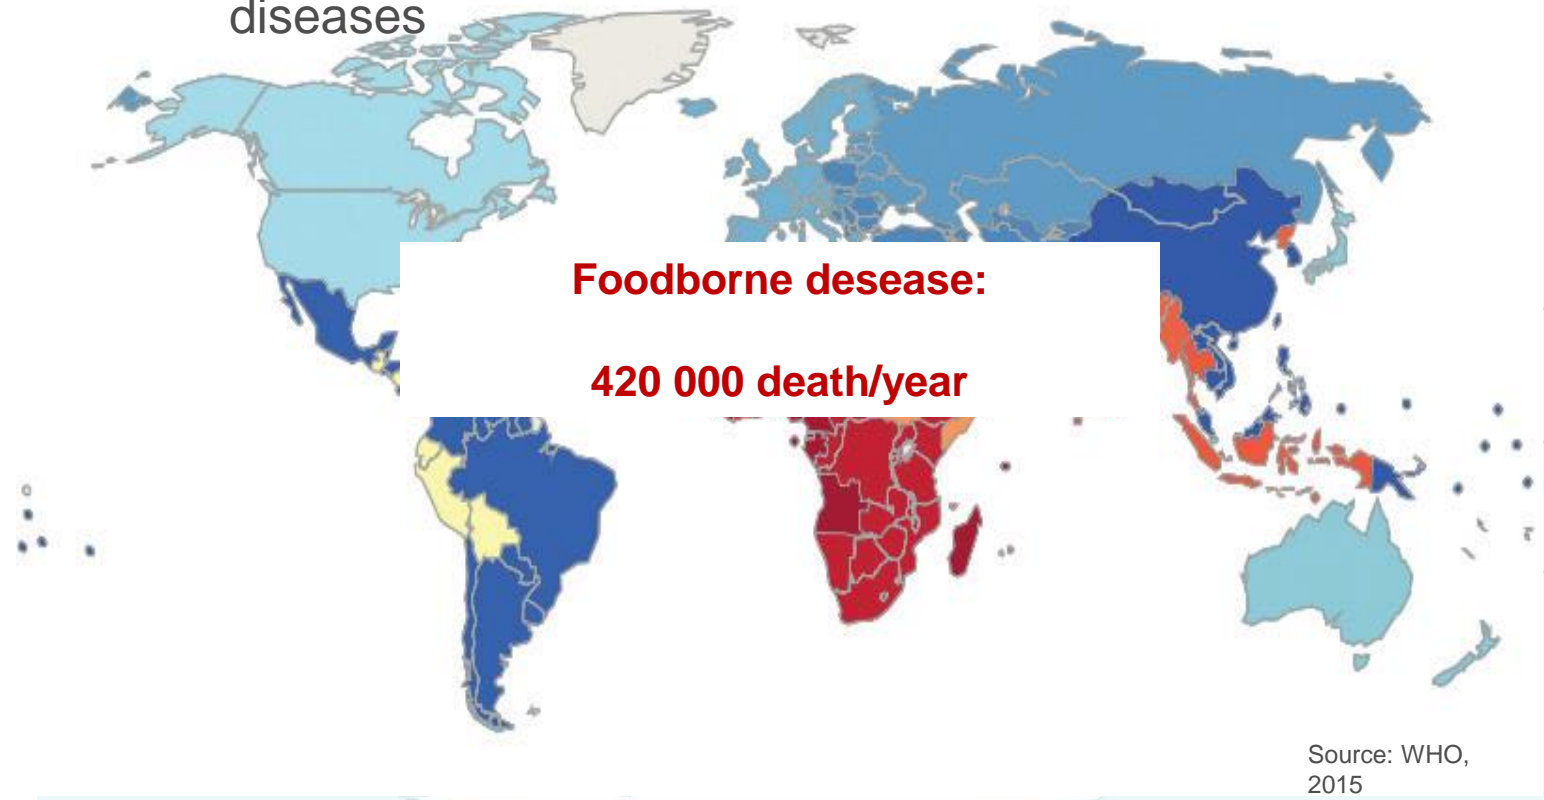 diseases
Foodborne desease:
420 000 death/year
Source: WHO,
2015